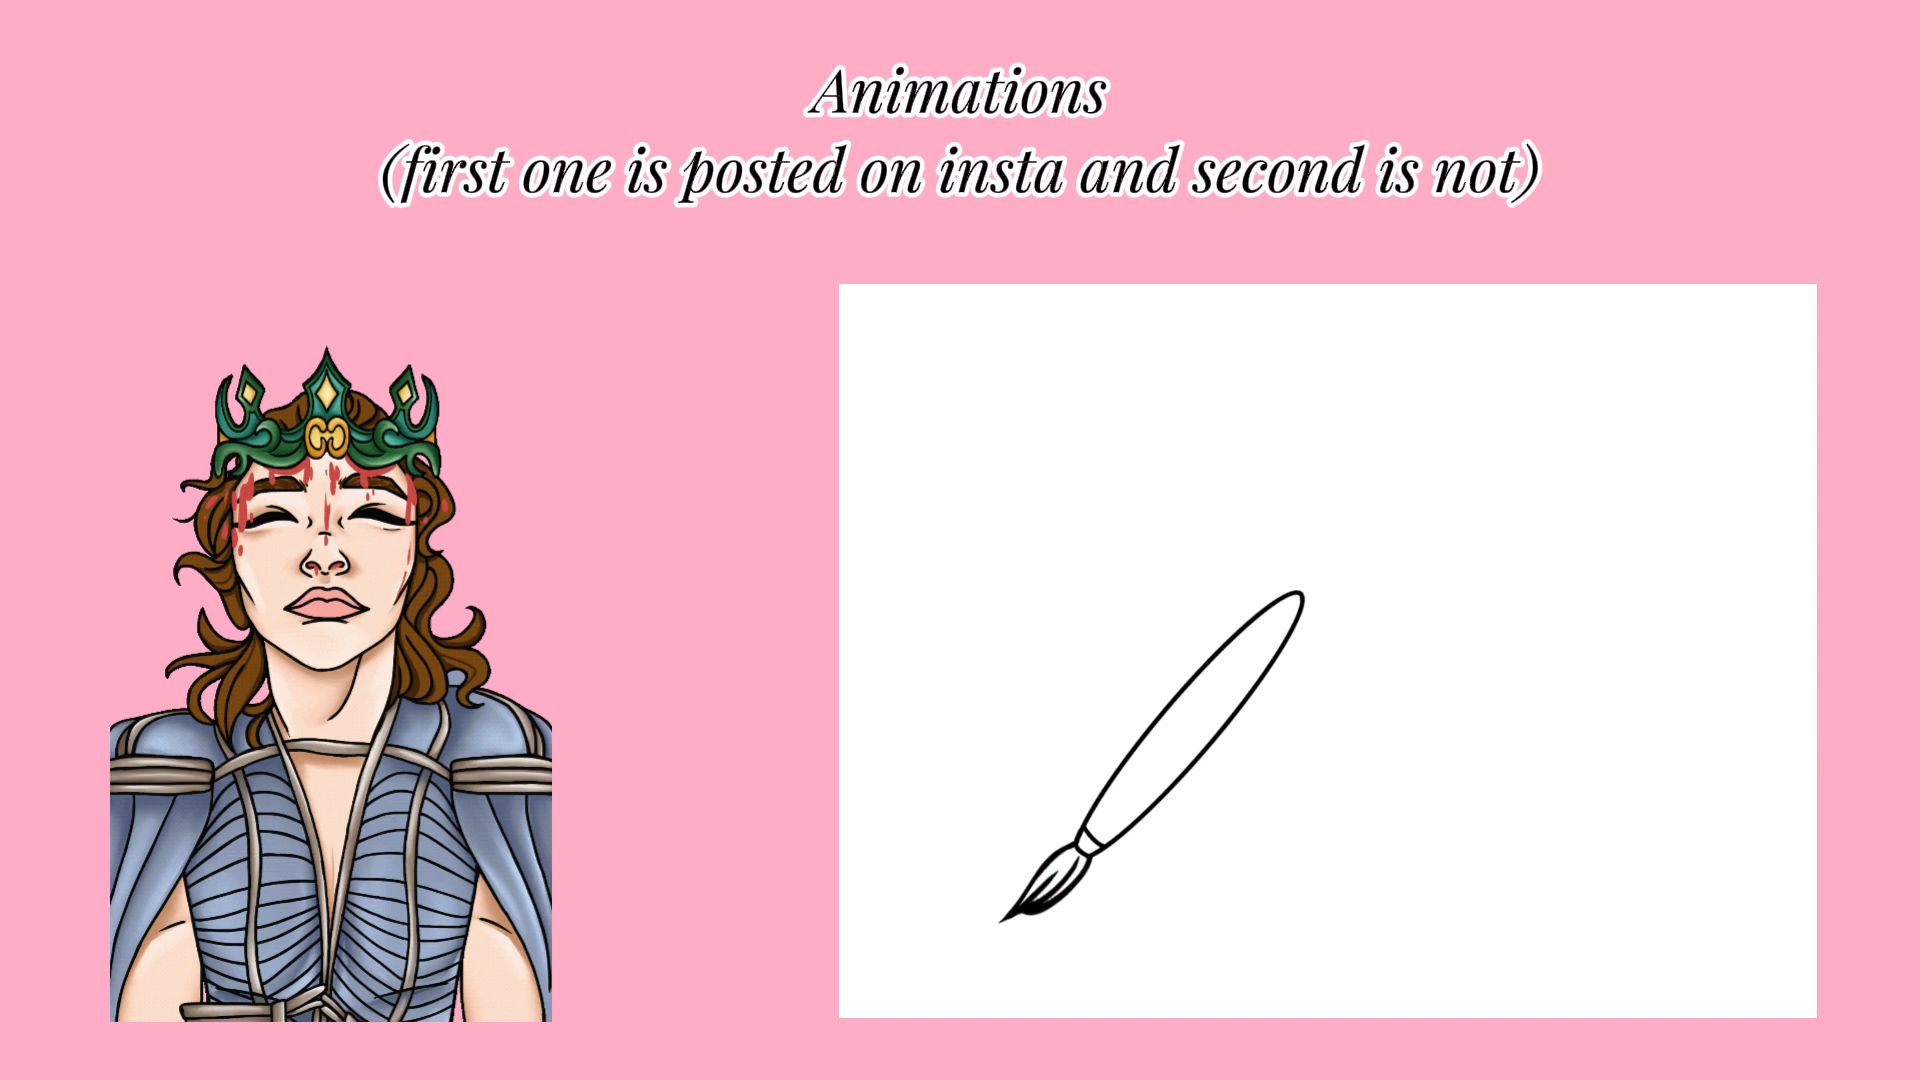 Animations
(first one is posted on insta and second is not)